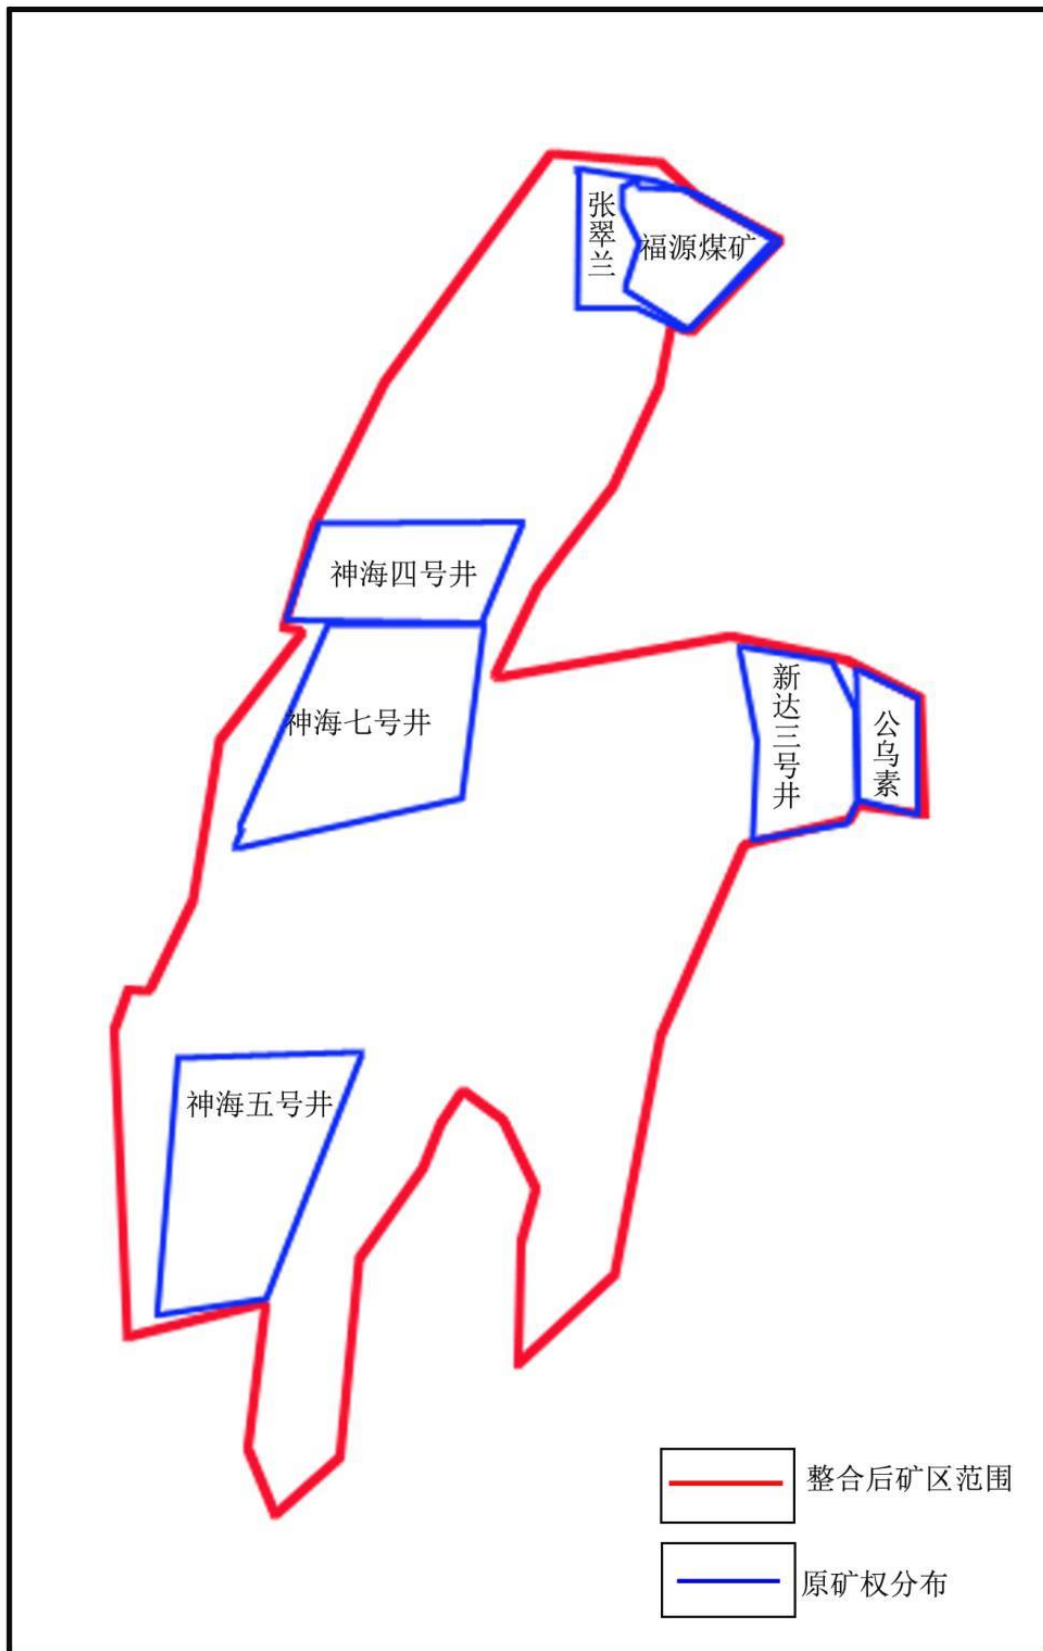 张翠兰
福源煤矿
神海四号井
神海七号井
新达三号井
公乌素
神海五号井
整合后矿区范围
原矿权分布